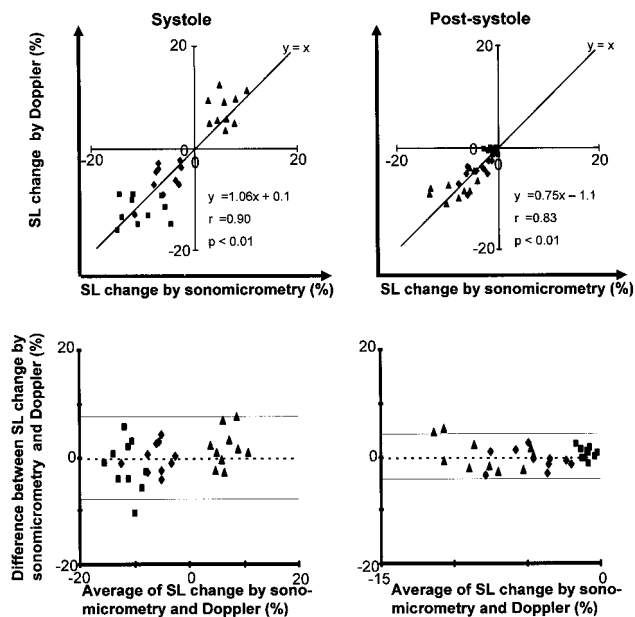 Systole
Post-systole
SL change by Doppler (%)
20
y = x
-20
0
0
20
y =1.06x + 0.1
r =0.90
p < 0.01
-20
SL change by sonomicrometry (%)
20
y = x
-20
0
0
20
y =0.75x – 1.1
r =0.83
p < 0.01
-20
SL change by sonomicrometry (%)
Difference between SL change by
sonomicrometry and Doppler (%)
20
0
-20
-20
0
20
Average of SL change by sono-
micrometry and Doppler (%)
20
0
-20
-15
0
Average of SL change by sono-
micrometry and Doppler (%)